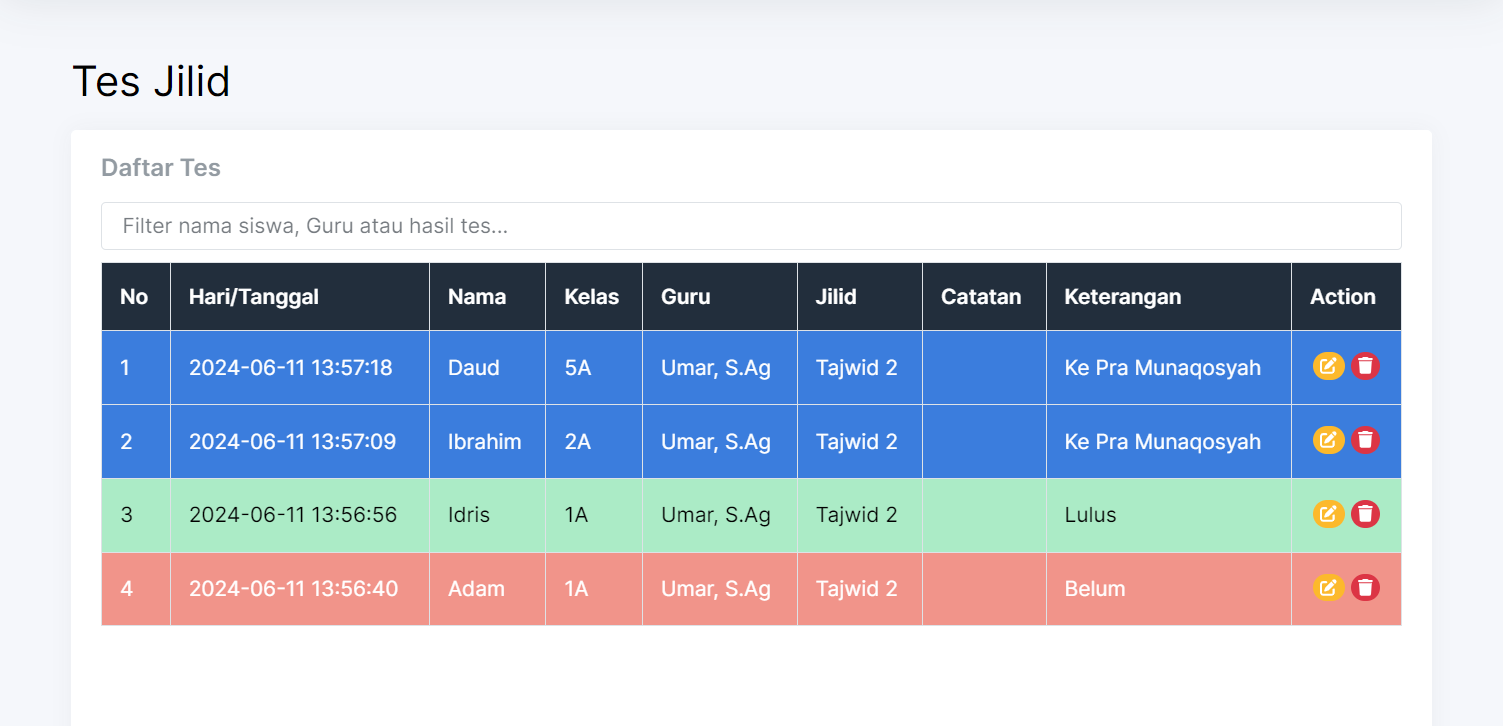 Tes Jilid
Daftar Tes
Filter nama siswa, Guru atau hasil tes...
No Hari/Tanggal Nama Kelas Guru Jilid Catatan Keterangan Action
1 2024-06-11 13:57:18 Daud 5A Umar, S.Ag Tajwid 2 Ke Pra Munaqosyah
2 2024-06-11 13:57:09 Ibrahim 2A Umar, S.Ag Tajwid 2 Ke Pra Munaqosyah
3 2024-06-11 13:56:56 Idris 1A Umar, S.Ag Tajwid 2 Lulus
4 2024-06-11 13:56:40 Adam 1A Umar, S.Ag Tajwid 2 Belum